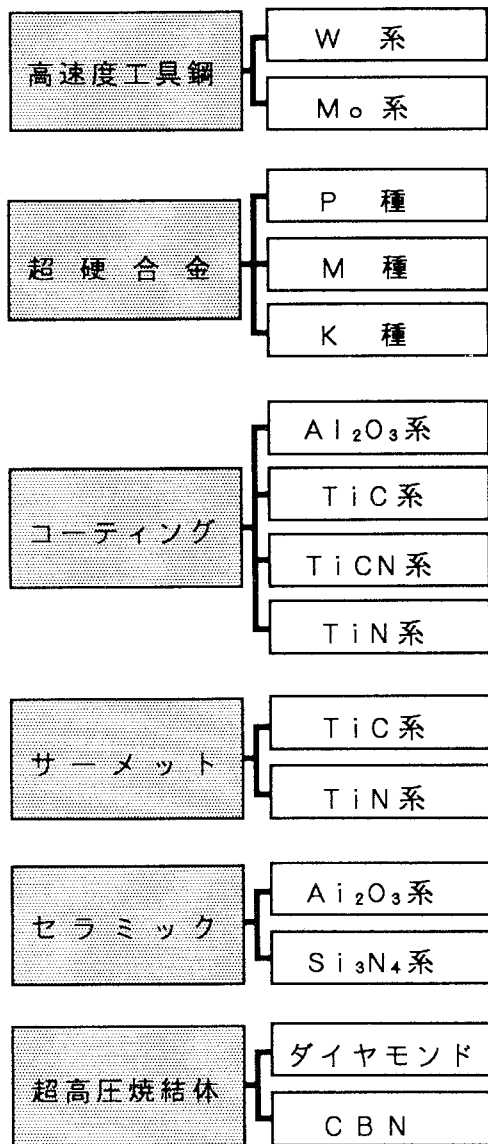 高速度工具鋼
W 系
Mo系
超硬合金
P 種
M 種
K 種
コーティング
Al₂O₃系
TiC系
TiCN系
TiN系
サーメット
TiC系
TiN系
セラミック
Ai₂O₃系
Si₃N₄系
超高圧焼結体
ダイヤモンド
CBN